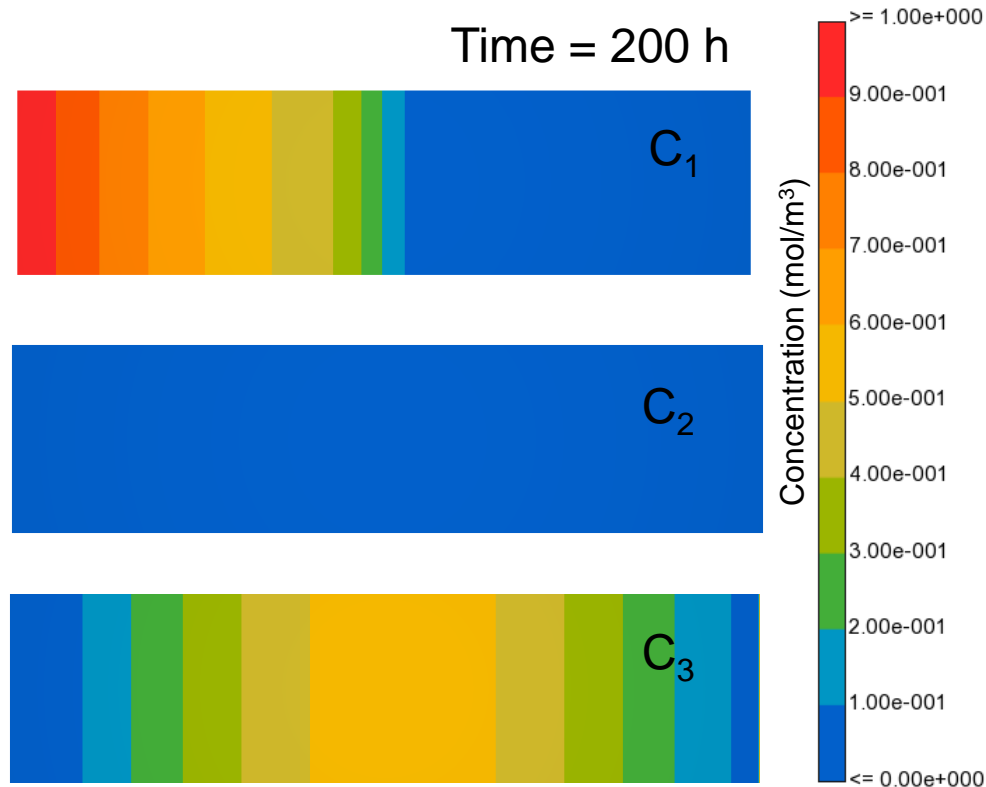 Time = 200 h
C₁
C₂
C₃
Concentration (mol/m³)
>= 1.00e+000
9.00e-001
8.00e-001
7.00e-001
6.00e-001
5.00e-001
4.00e-001
3.00e-001
2.00e-001
1.00e-001
<= 0.00e+000